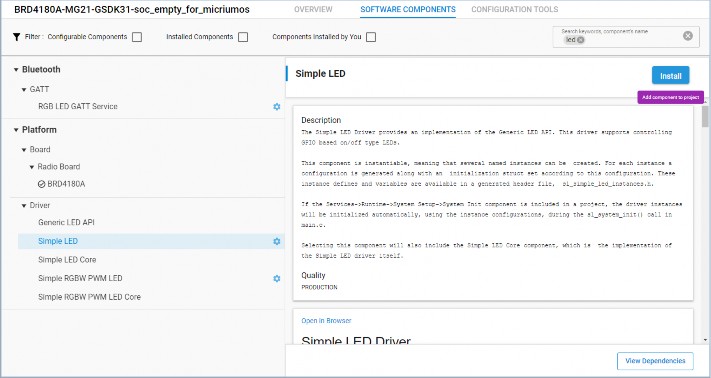 BRD4180A-MG21-GSDK31-soc_empty_for_micriumos
OVERVIEW
SOFTWARE COMPONENTS
CONFIGURATION TOOLS
Filter :
Configurable Components
Installed Components
Components Installed by You
Search keywords, component's name
led
Bluetooth
GATT
RGB LED GATT Service
Platform
Board
Radio Board
BRD4180A
Driver
Generic LED API
Simple LED
Simple LED Core
Simple RGBW PWM LED
Simple RGBW PWM LED Core
Simple LED
Install
Add component to project
Description
The Simple LED Driver provides an implementation of the Generic LED API. This driver supports controlling
GPIO based on/off type LEDs.
This component is instantiable, meaning that several named instances can be created. For each instance a
configuration is generated along with an initialization struct set according to this configuration. These
instance defines and variables are available in a generated header file, sl_simple_led_instances.h.
If the Services->Runtime->System Setup->System Init component is included in a project, the driver instances
will be initialized automatically, using the instance configurations, during the sl_system_init() call in
main.c.
Selecting this component will also include the Simple LED Core component, which is the implementation of
the Simple LED driver itself.
Quality
PRODUCTION
Open in Browser
Simple LED Driver
View Dependencies